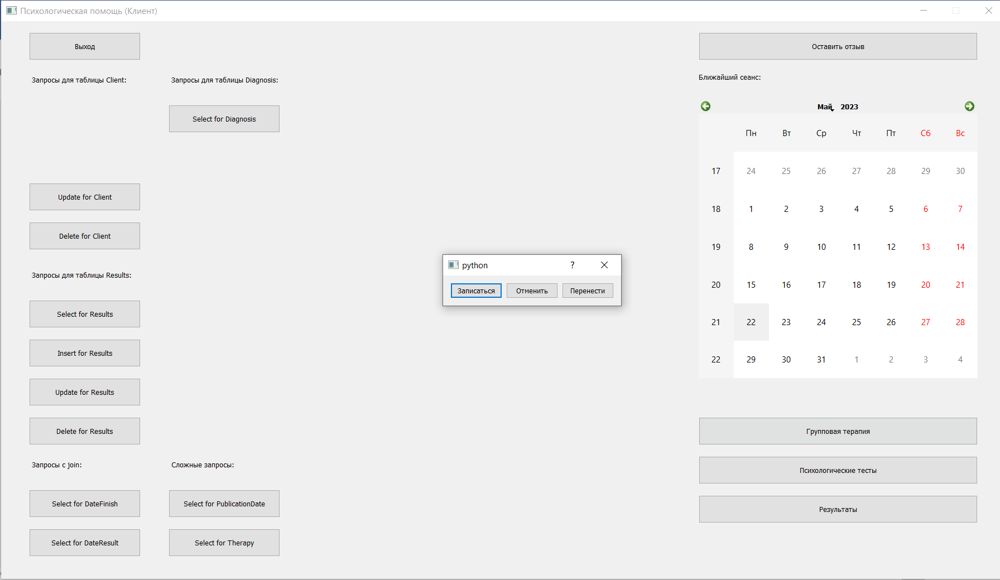 Психологическая помощь (Клиент)
Выход
Запросы для таблицы Client:
Запросы для таблицы Diagnosis:
Select for Diagnosis
Update for Client
Delete for Client
Запросы для таблицы Results:
Select for Results
Insert for Results
Update for Results
Delete for Results
Запросы с join:
Сложные запросы:
Select for DateFinish
Select for PublicationDate
Select for DateResult
Select for Therapy
python ?
Записаться Отменить Перенести
Оставить отзыв
Ближайший сеанс:
Май 2023
Пн Вт Ср Чт Пт Сб Вс
17 24 25 26 27 28 29 30
18 1 2 3 4 5 6 7
19 8 9 10 11 12 13 14
20 15 16 17 18 19 20 21
21 22 23 24 25 26 27 28
22 29 30 31 1 2 3 4
Групповая терапия
Психологические тесты
Результаты